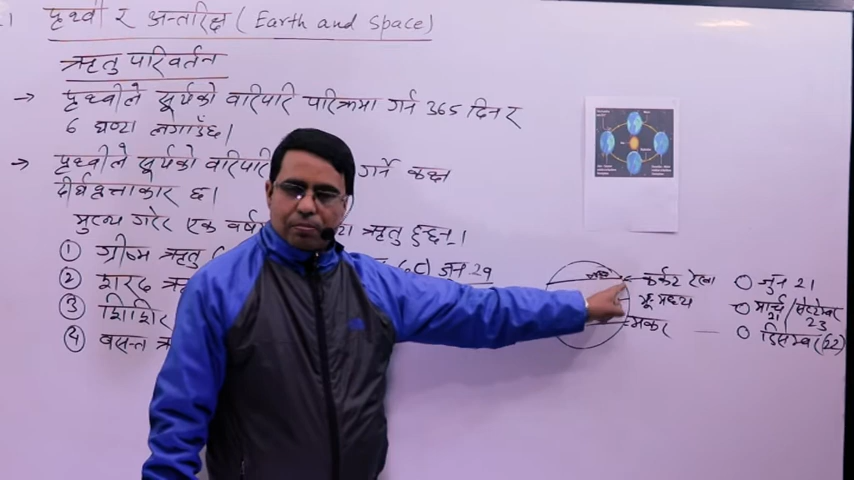 पृथ्वी र अन्तरिक्ष (Earth and Space)
ऋतु परिवर्तन
→ पृथ्वीले सूर्यको वारिपारि परिक्रमा गर्न 365 दिन र
6 घण्टा लगाउँछ।
→ पृथ्वीले सूर्यको वरिपरि गर्ने कक्ष
दीर्घवृत्ताकार छ।
मुख्य गरेर एक वर्ष ऋतु हुन्छन्।
① ग्रीष्म ऋतु जुन 21
② शरद ऋ
③ शिशिर
④ बसन्त ऋ
कर्कट रेखा
भूमध्य
मकर
जुन 21
मार्च / सेप्टेम्बर
21 23
डिसेम्बर (22)